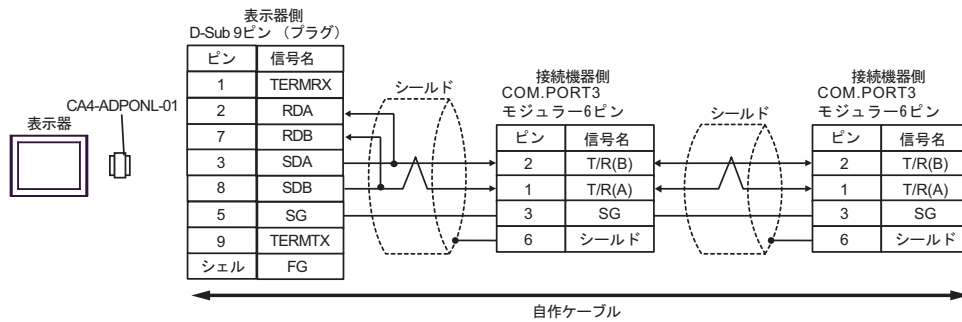 表示器側
D-Sub 9ピン （プラグ）
ピン 信号名
1 TERMRX
2 RDA
7 RDB
3 SDA
8 SDB
5 SG
9 TERMTX
シェル FG
CA4-ADPONL-01
表示器
シールド
接続機器側
COM.PORT3
モジュラー6ピン
ピン 信号名
2 T/R(B)
1 T/R(A)
3 SG
6 シールド
シールド
接続機器側
COM.PORT3
モジュラー6ピン
ピン 信号名
2 T/R(B)
1 T/R(A)
3 SG
6 シールド
自作ケーブル